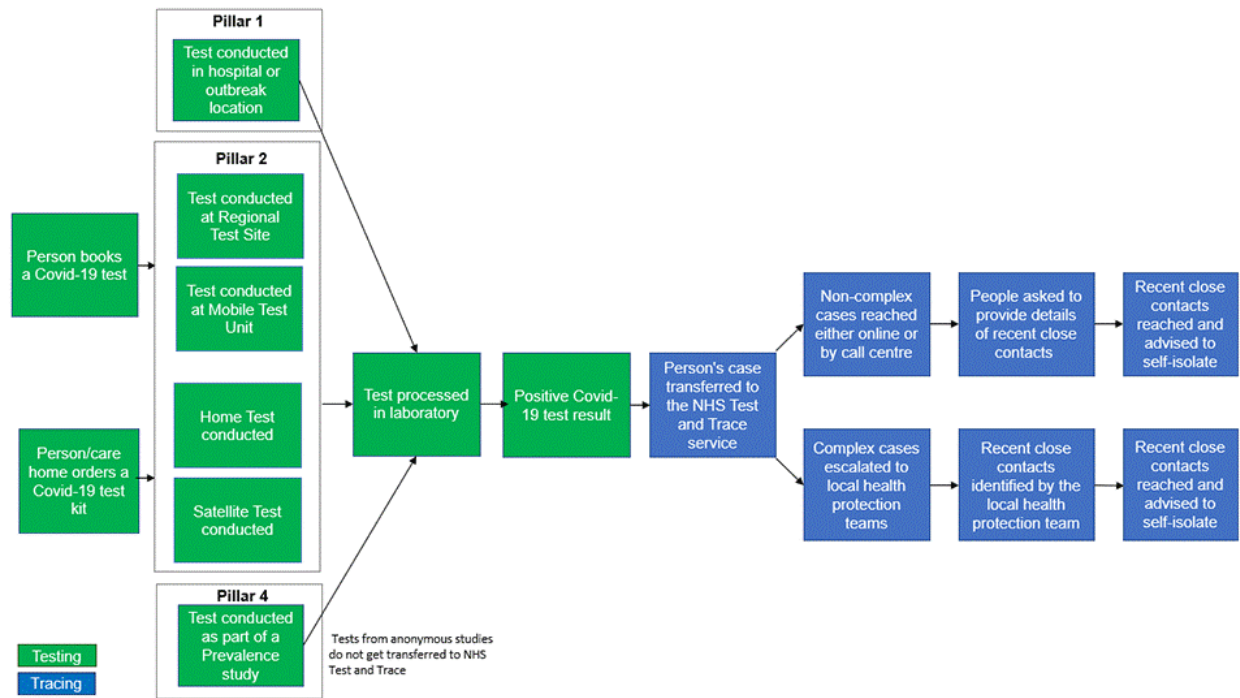 Pillar 1
Test conducted
in hospital or
outbreak
location
Pillar 2
Test conducted
at Regional
Test Site
Person books
a Covid-19 test
Test conducted
at Mobile Test
Unit
Home Test
conducted
Person/care
home orders a
Covid-19 test
kit
Satellite Test
conducted
Pillar 4
Test conducted
as part of a
Prevalence
study
Tests from anonymous studies
do not get transferred to NHS
Test and Trace
Test processed
in laboratory
Positive Covid-
19 test result
Person's case
transferred to
the NHS Test
and Trace
service
Non-complex
cases reached
either online or
by call centre
People asked to
provide details
of recent close
contacts
Recent close
contacts
reached and
advised to
self-isolate
Complex cases
escalated to
local health
protection
teams
Recent close
contacts
identified by the
local health
protection team
Recent close
contacts
reached and
advised to
self-isolate
Testing
Tracing